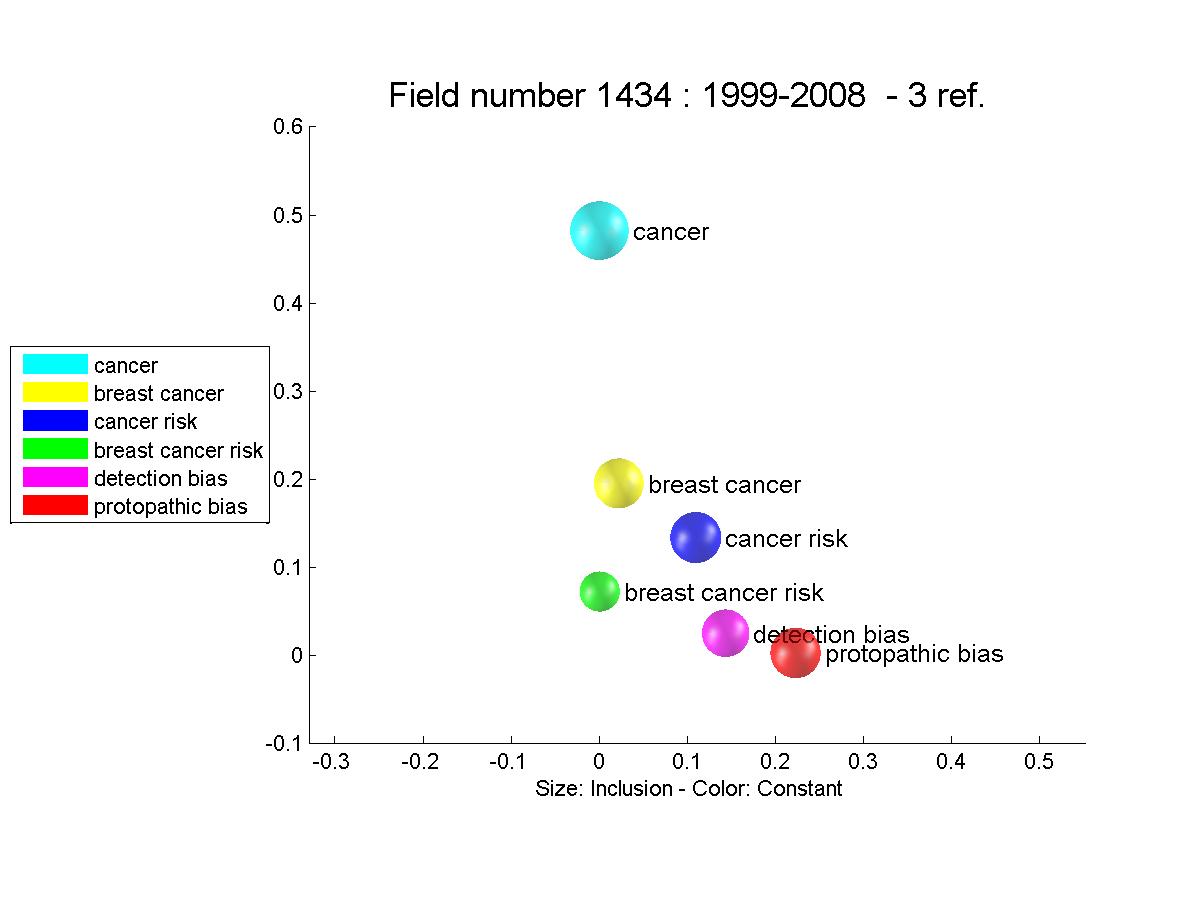 Field number 1434 : 1999-2008 - 3 ref.
0.6
0.5
0.4
0.3
0.2
0.1
0
-0.1
cancer
breast cancer
cancer risk
breast cancer risk
detection bias
protopathic bias
cancer
breast cancer
cancer risk
breast cancer risk
detection bias
protopathic bias
-0.3 -0.2 -0.1 0 0.1 0.2 0.3 0.4 0.5
Size: Inclusion - Color: Constant